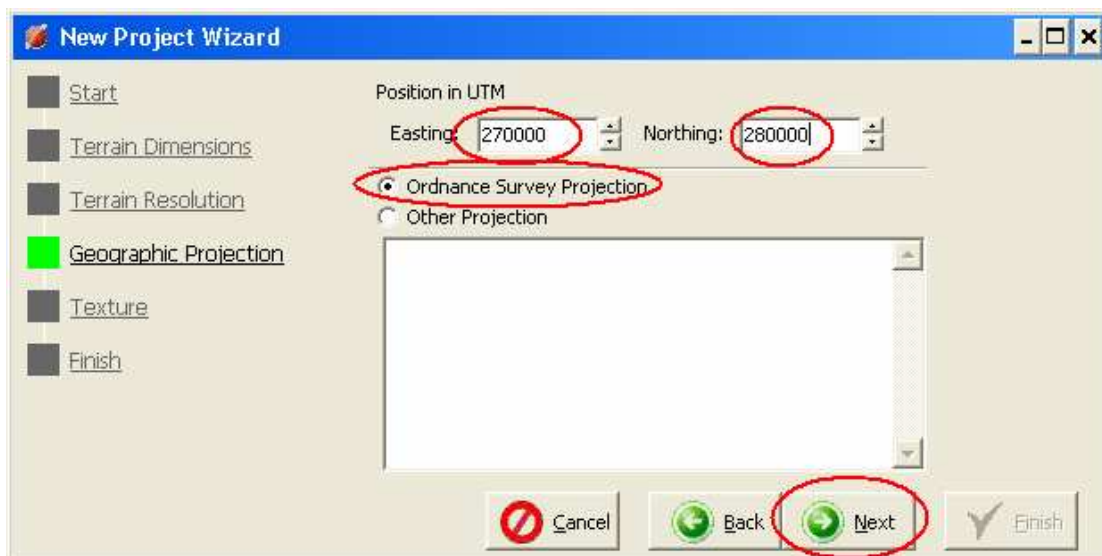 New Project Wizard
Start
Terrain Dimensions
Terrain Resolution
Geographic Projection
Texture
Finish
Position in UTM
Easting: 270000 Northing: 280000
Ordnance Survey Projection
Other Projection
Cancel Back Next Finish